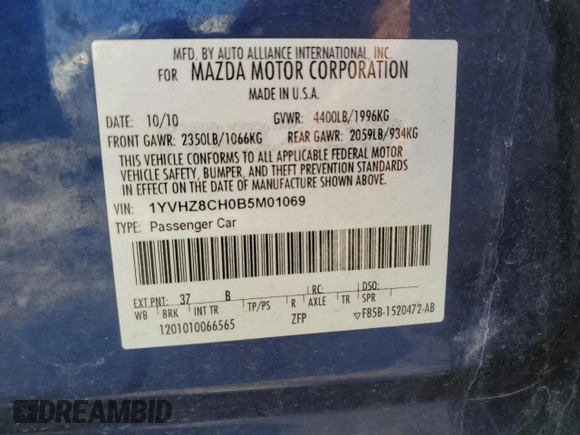 MFD. BY AUTO ALLIANCE INTERNATIONAL, INC.
FOR MAZDA MOTOR CORPORATION
MADE IN U.S.A.
DATE: 10/10 GVWR: 4400LB/1996KG
FRONT GAWR: 2350LB/1066KG REAR GAWR: 2059LB/934KG
THIS VEHICLE CONFORMS TO ALL APPLICABLE FEDERAL MOTOR
VEHICLE SAFETY, BUMPER, AND THEFT PREVENTION STANDARDS
IN EFFECT ON THE DATE OF MANUFACTURE SHOWN ABOVE.
VIN: 1YVHZ8CH0B5M01069
TYPE: Passenger Car
EXT PNT: 37 B RC: DSO:
WB BRK INT TR TP/PS R AXLE TR SPR
1201010066565 ZFP ▽F85B-1520472-AB
DREAMBID